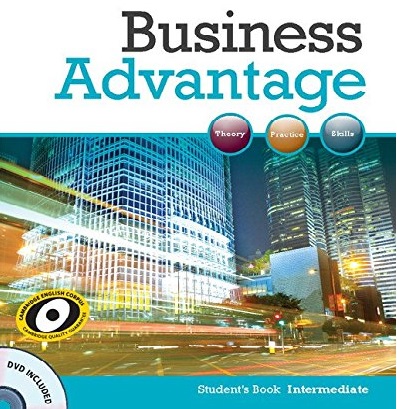 Business
Advantage
Theory
Practice
Skills
CAMBRIDGE ENGLISH CORPUS
CAMBRIDGE QUALITY GUARANTEE
DVD INCLUDED
Student's Book Intermediate